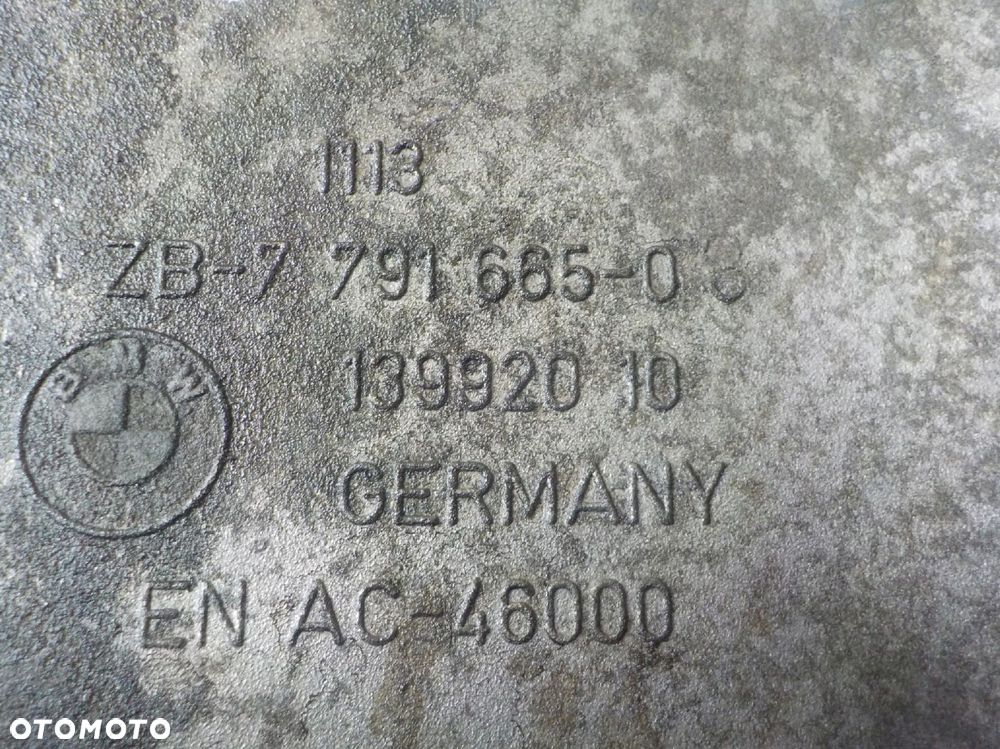 1113
ZB-7 791 665-0
139920 10
BMW
GERMANY
EN AC-46000
OTOMOTO